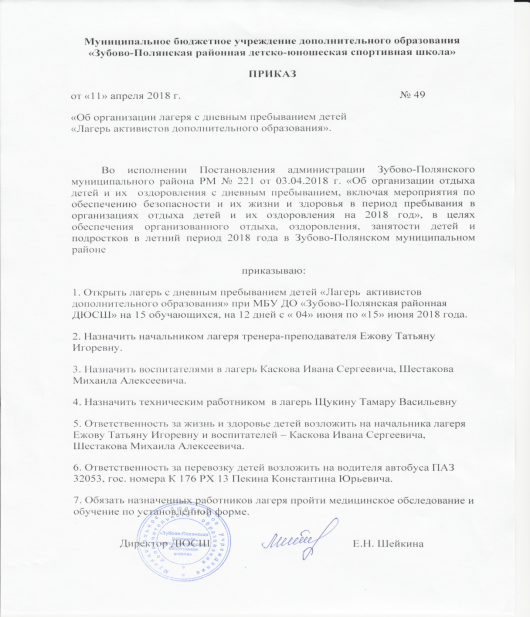 Муниципальное бюджетное учреждение дополнительного образования
«Зубово-Полянская районная детско-юношеская спортивная школа»
ПРИКАЗ
от «11» апреля 2018 г. № 49
«Об организации лагеря с дневным пребыванием детей
«Лагерь активистов дополнительного образования».
Во исполнении Постановления администрации Зубово-Полянского
муниципального района РМ № 221 от 03.04.2018 г. «Об организации отдыха
детей и их оздоровления с дневным пребыванием, включая мероприятия по
обеспечению безопасности и их жизни и здоровья в период пребывания в
организациях отдыха детей и их оздоровления на 2018 год», в целях
обеспечения организованного отдыха, оздоровления, занятости детей и
подростков в летний период 2018 года в Зубово-Полянском муниципальном
районе
приказываю:
1. Открыть лагерь с дневным пребыванием детей «Лагерь активистов
дополнительного образования» при МБУ ДО «Зубово-Полянская районная
ДЮСШ» на 15 обучающихся, на 12 дней с « 04» июня по «15» июня 2018 года.
2. Назначить начальником лагеря тренера-преподавателя Ежову Татьяну
Игоревну.
3. Назначить воспитателями в лагерь Каскова Ивана Сергеевича, Шестакова
Михаила Алексеевича.
4. Назначить техническим работником в лагерь Щукину Тамару Васильевну
5. Ответственность за жизнь и здоровье детей возложить на начальника лагеря
Ежову Татьяну Игоревну и воспитателей – Каскова Ивана Сергеевича,
Шестакова Михаила Алексеевича.
6. Ответственность за перевозку детей возложить на водителя автобуса ПАЗ
32053, гос. номера К 176 РХ 13 Пекина Константина Юрьевича.
7. Обязать назначенных работников лагеря пройти медицинское обследование и
обучение по установленной форме.
Директор ДЮСШ Е.Н. Шейкина